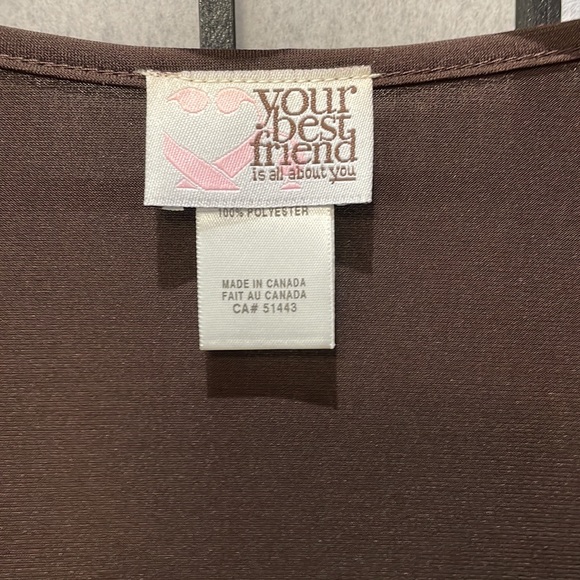 your
best
friend
is all about you
100% POLYESTER
MADE IN CANADA
FAIT AU CANADA
CA# 51443